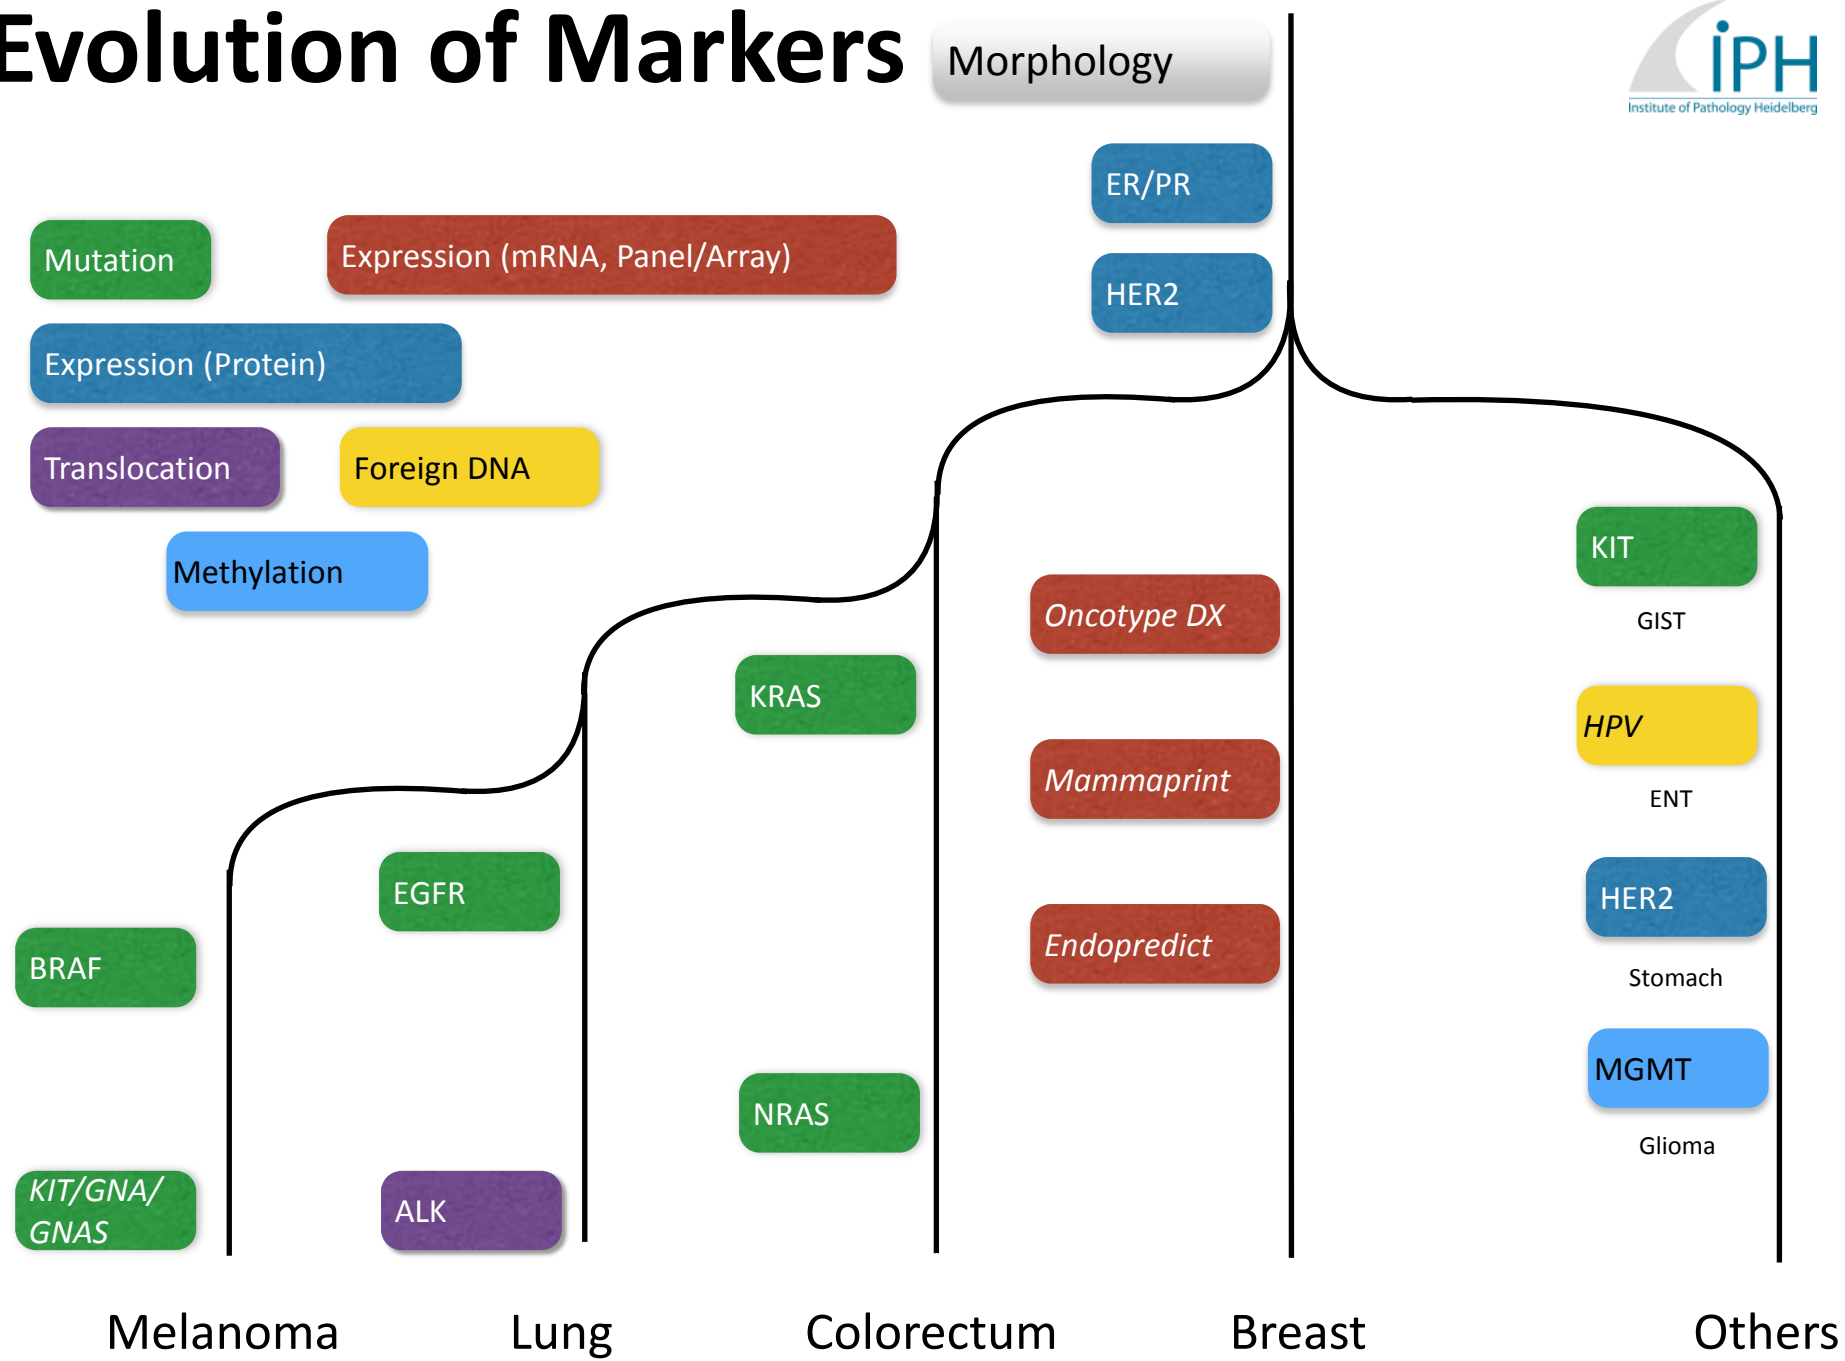 Evolution of Markers
Morphology
iPH
Institute of Pathology Heidelberg
ER/PR
Mutation
Expression (mRNA, Panel/Array)
HER2
Expression (Protein)
Translocation
Foreign DNA
Methylation
KIT
GIST
Oncotype DX
KRAS
HPV
ENT
Mammaprint
EGFR
HER2
Stomach
BRAF
Endopredict
MGMT
Glioma
NRAS
KIT/GNA/
GNAS
ALK
Melanoma
Lung
Colorectum
Breast
Others